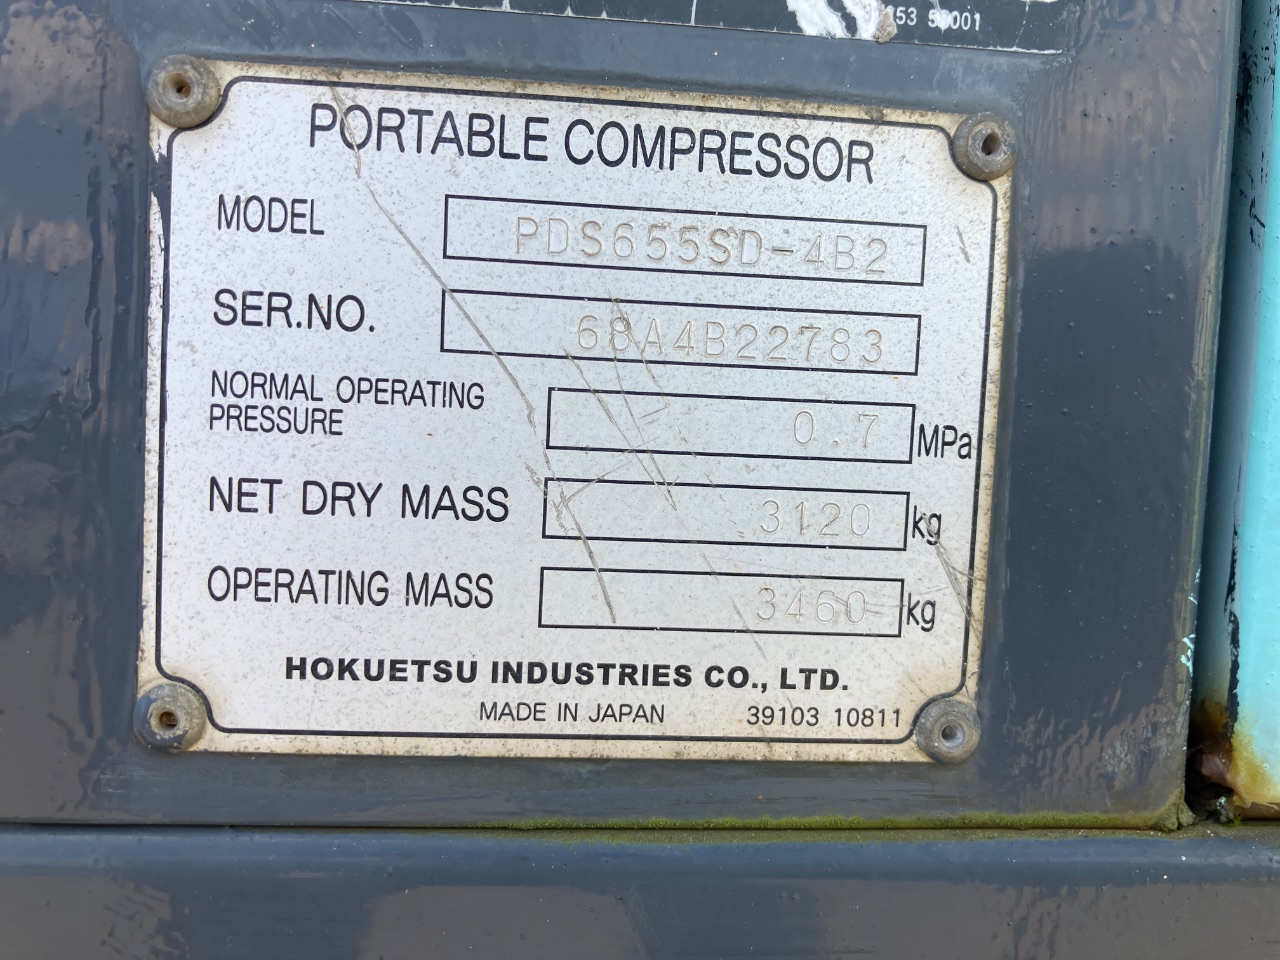 PORTABLE COMPRESSOR
MODEL PDS655SD-4B2
SER.NO. 68A4B22783
NORMAL OPERATING
PRESSURE 0.7 MPa
NET DRY MASS 3120 kg
OPERATING MASS 3460 kg
HOKUETSU INDUSTRIES CO., LTD.
MADE IN JAPAN 39103 10811